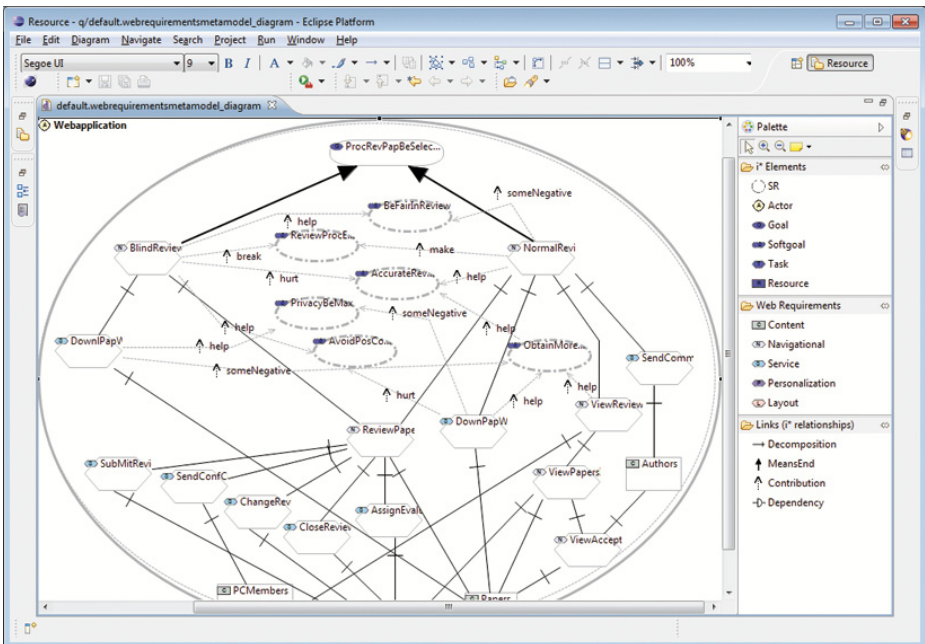 Resource - q/default.webrequirementsmetamodel_diagram - Eclipse Platform
File Edit Diagram Navigate Search Project Run Window Help
Segoe UI 9 B I A 100% Resource
default.webrequirementsmetamodel_diagram
Webapplication
ProcRevPapBeSelec...
someNegative
BeFairInReview
help
ReviewProcE...
BlindReview
break
make
NormalRevi
hurt
AccurateRev...
help
PrivacyBeMax
someNegative
help
help
DownlPapW
help
AvoidPosCo...
ObtainMore...
SendComm
someNegative
hurt
help
help
ViewReview
ReviewPape
DownPapW
SubMitRevi
SendConfC
ViewPapers
Authors
ChangeRev
AssignEvalu
CloseReview
ViewAccept
PCMembers
Papers
Palette
i* Elements
SR
Actor
Goal
Softgoal
Task
Resource
Web Requirements
Content
Navigational
Service
Personalization
Layout
Links (i* relationships)
Decomposition
MeansEnd
Contribution
Dependency